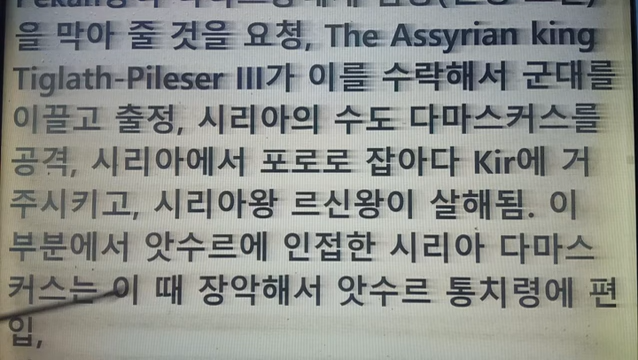 을 막아 줄 것을 요청, The Assyrian king
Tiglath-Pileser III가 이를 수락해서 군대를
이끌고 출정, 시리아의 수도 다마스커스를
공격, 시리아에서 포로로 잡아다 Kir에 거
주시키고, 시리아왕 르신왕이 살해됨. 이
부분에서 앗수르에 인접한 시리아 다마스
커스는 이 때 장악해서 앗수르 통치령에 편
입,